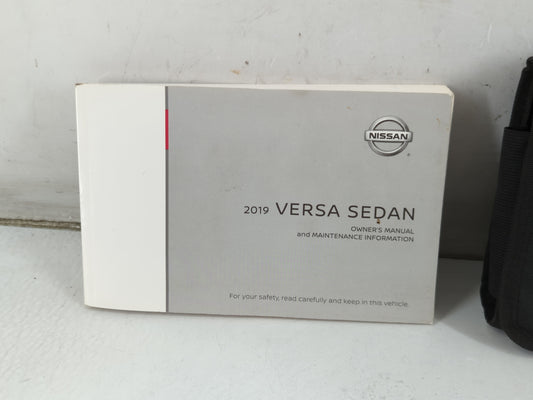 NISSAN
2019 VERSA SEDAN
OWNER'S MANUAL
and MAINTENANCE INFORMATION
For your safety, read carefully and keep in this vehicle.